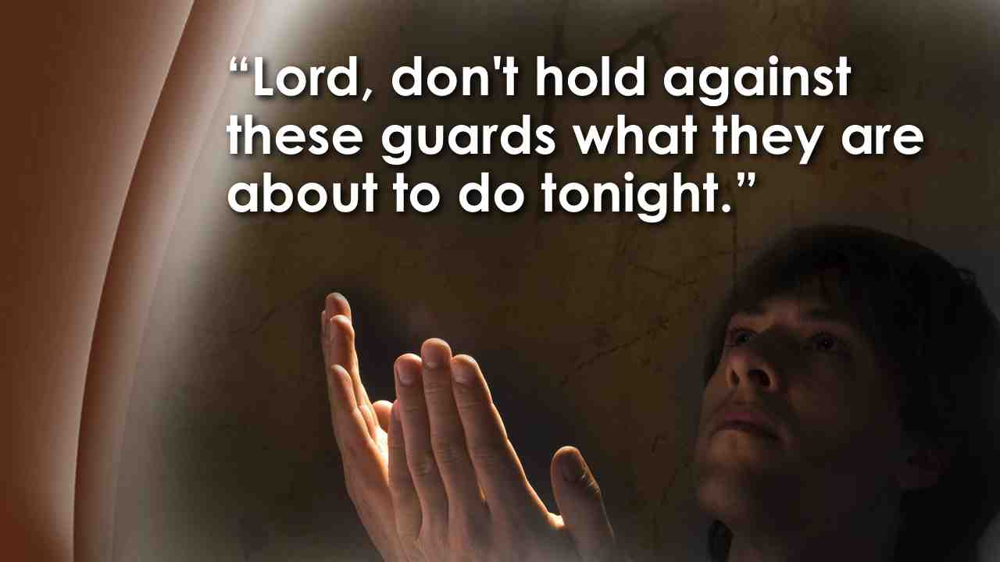 “Lord, don't hold against
these guards what they are
about to do tonight.”